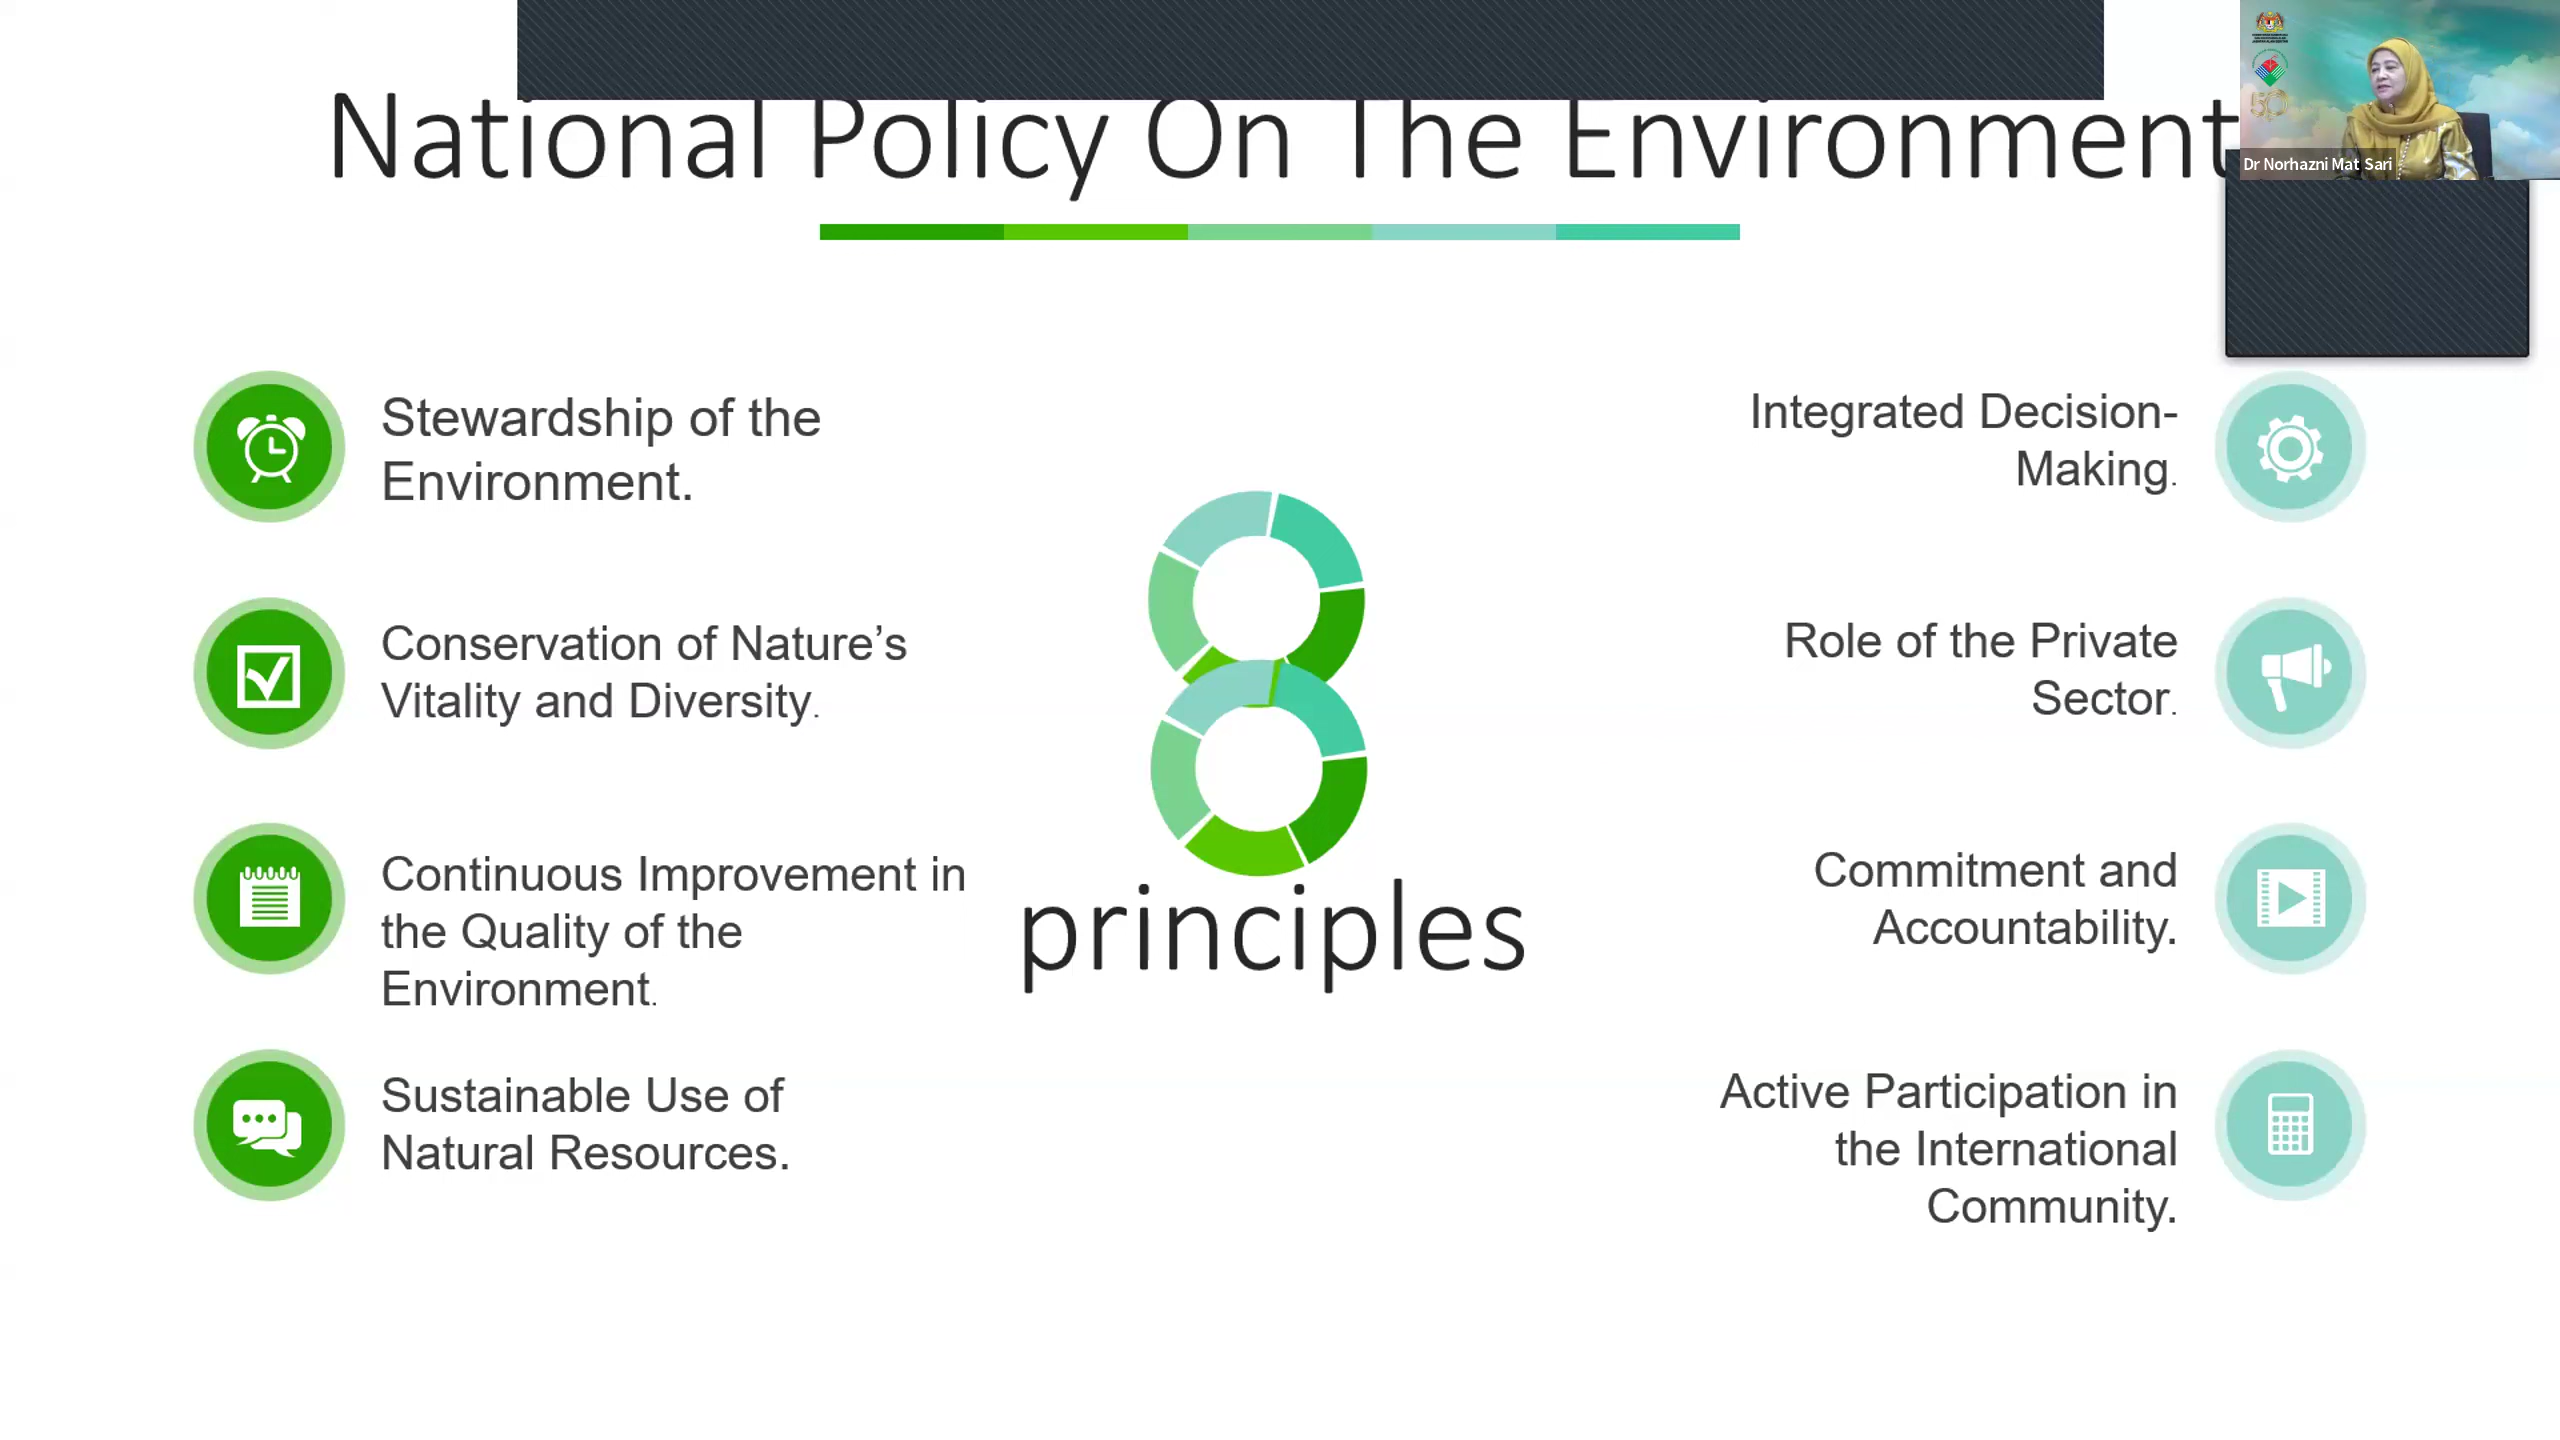 National Policy On The Environment
Dr Norhazni Mat Sari
50
Stewardship of the
Environment.
Conservation of Nature’s
Vitality and Diversity.
Continuous Improvement in
the Quality of the
Environment.
Sustainable Use of
Natural Resources.
8
principles
Integrated Decision-
Making.
Role of the Private
Sector.
Commitment and
Accountability.
Active Participation in
the International
Community.